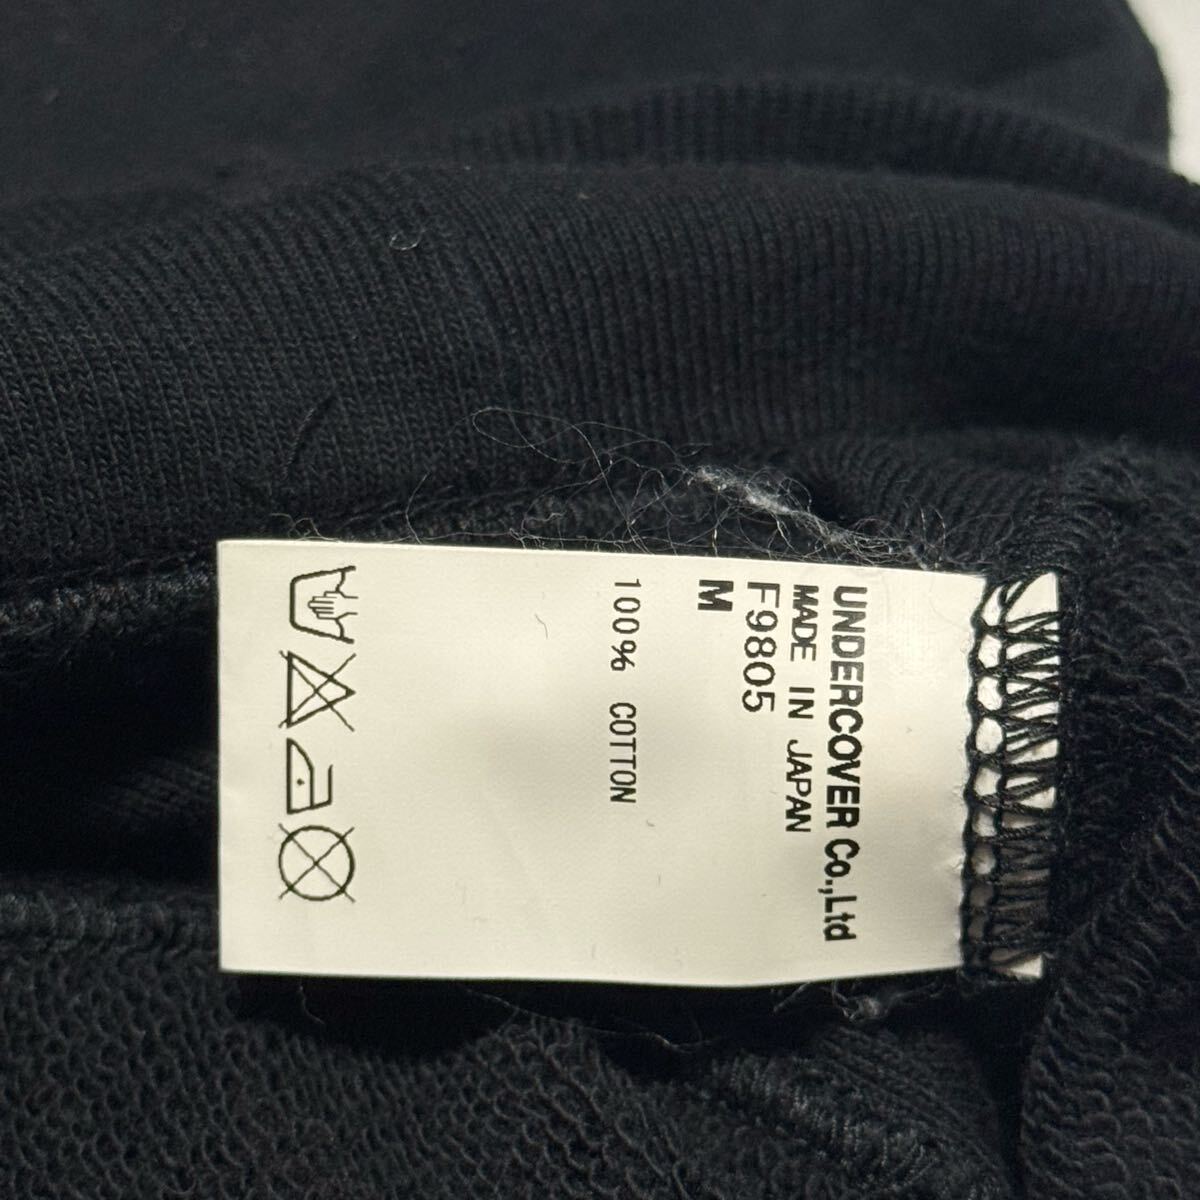 UNDERCOVER Co.,Ltd
MADE IN JAPAN
F9805
M
100% COTTON